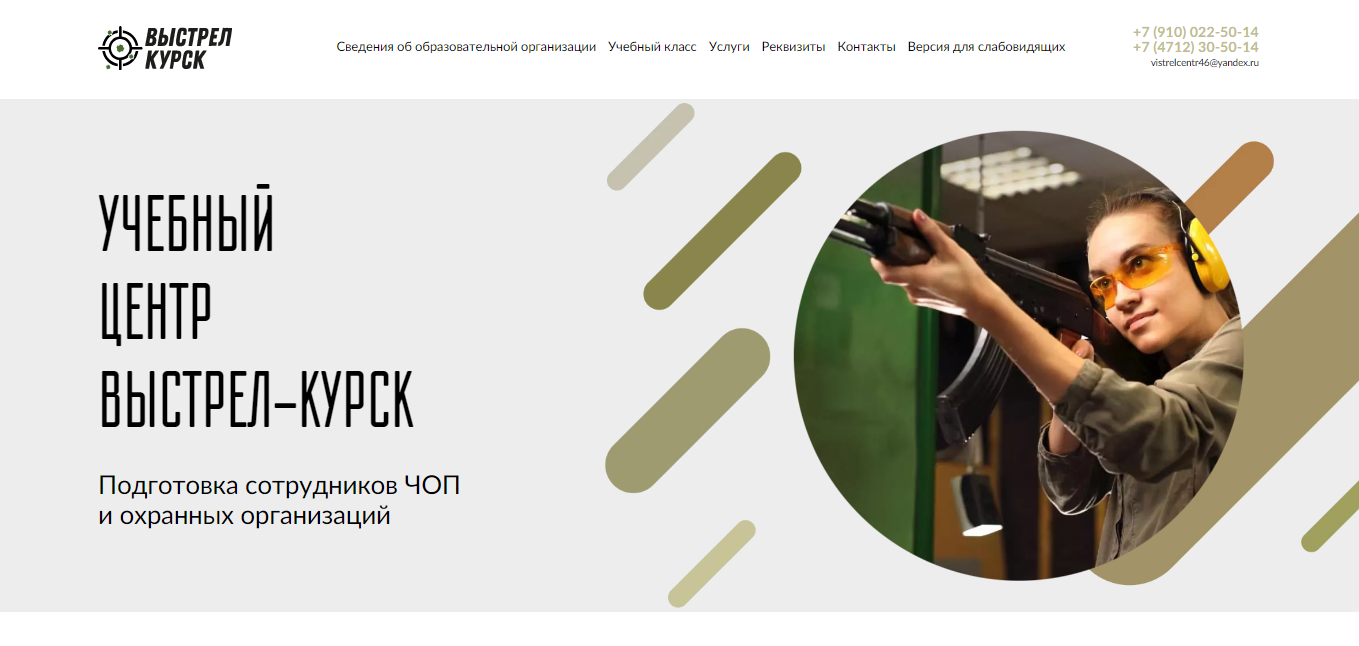 ВЫСТРЕЛ
КУРСК
Сведения об образовательной организации Учебный класс Услуги Реквизиты Контакты Версия для слабовидящих
+7 (910) 022-50-14
+7 (4712) 30-50-14
vistrelcentr46@yandex.ru
УЧЕБНЫЙ
ЦЕНТР
ВЫСТРЕЛ-КУРСК
Подготовка сотрудников ЧОП
и охранных организаций